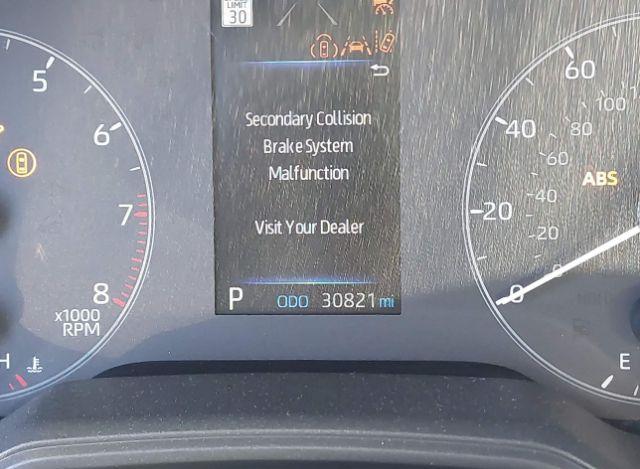 LIMIT
30
5
6
7
8
x1000
RPM
H
Secondary Collision
Brake System
Malfunction
Visit Your Dealer
P ODO 30821 mi
60
40
20
0
100
80
60
40
20
0
ABS
E